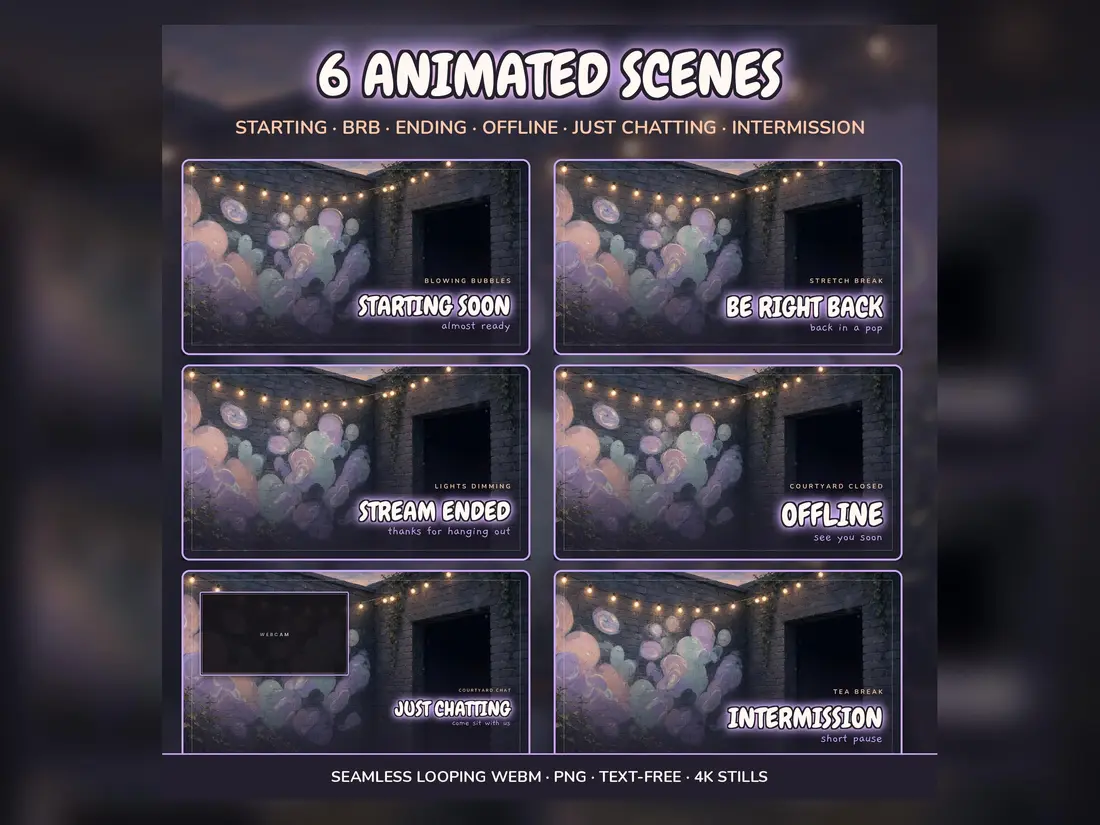 6 ANIMATED SCENES
STARTING · BRB · ENDING · OFFLINE · JUST CHATTING · INTERMISSION
BLOWING BUBBLES
STARTING SOON
almost ready
STRETCH BREAK
BE RIGHT BACK
back in a pop
LIGHTS DIMMING
STREAM ENDED
thanks for hanging out
COURTYARD CLOSED
OFFLINE
see you soon
WEBCAM
COURTYARD CHAT
JUST CHATTING
come sit with us
TEA BREAK
INTERMISSION
short pause
SEAMLESS LOOPING WEBM · PNG · TEXT-FREE · 4K STILLS